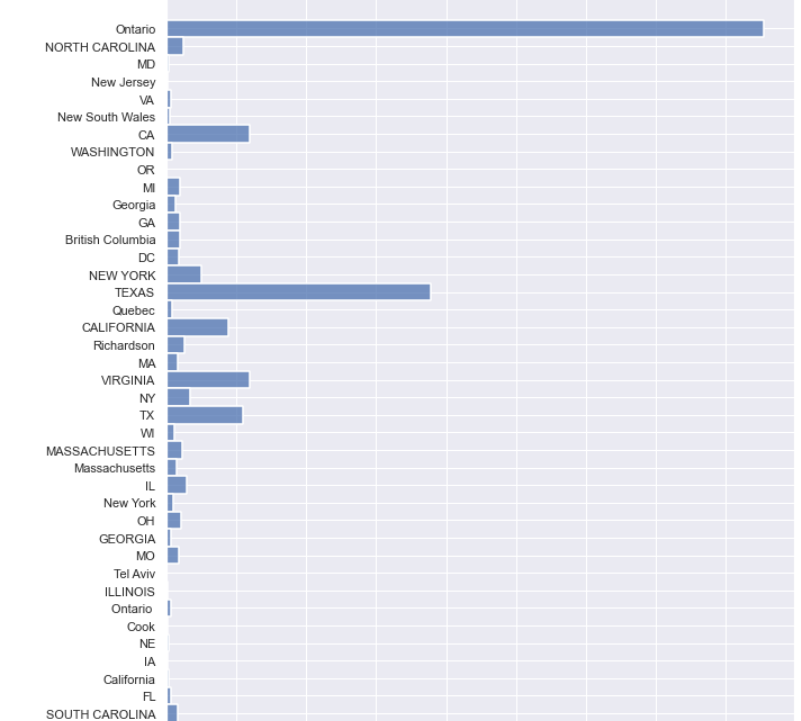 Ontario
NORTH CAROLINA
MD
New Jersey
VA
New South Wales
CA
WASHINGTON
OR
MI
Georgia
GA
British Columbia
DC
NEW YORK
TEXAS
Quebec
CALIFORNIA
Richardson
MA
VIRGINIA
NY
TX
WI
MASSACHUSETTS
Massachusetts
IL
New York
OH
GEORGIA
MO
Tel Aviv
ILLINOIS
Ontario
Cook
NE
IA
California
FL
SOUTH CAROLINA